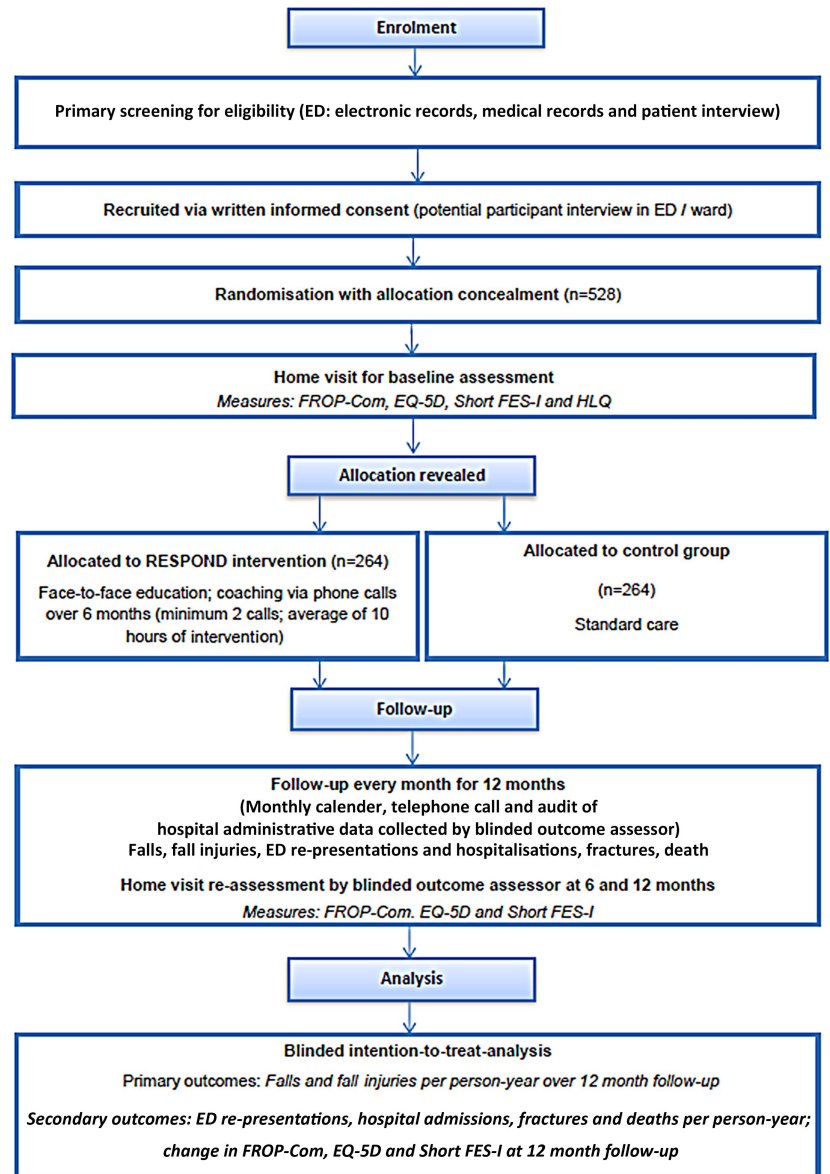 Enrolment
Primary screening for eligibility (ED: electronic records, medical records and patient interview)
Recruited via written informed consent (potential participant interview in ED / ward)
Randomisation with allocation concealment (n=528)
Home visit for baseline assessment
Measures: FROP-Com, EQ-5D, Short FES-I and HLQ
Allocation revealed
Allocated to RESPOND intervention (n=264)
Face-to-face education; coaching via phone calls
over 6 months (minimum 2 calls; average of 10
hours of intervention)
Allocated to control group
(n=264)
Standard care
Follow-up
Follow-up every month for 12 months
(Monthly calender, telephone call and audit of
hospital administrative data collected by blinded outcome assessor)
Falls, fall injuries, ED re-presentations and hospitalisations, fractures, death
Home visit re-assessment by blinded outcome assessor at 6 and 12 months
Measures: FROP-Com. EQ-5D and Short FES-I
Analysis
Blinded intention-to-treat-analysis
Primary outcomes: Falls and fall injuries per person-year over 12 month follow-up
Secondary outcomes: ED re-presentations, hospital admissions, fractures and deaths per person-year;
change in FROP-Com, EQ-5D and Short FES-I at 12 month follow-up